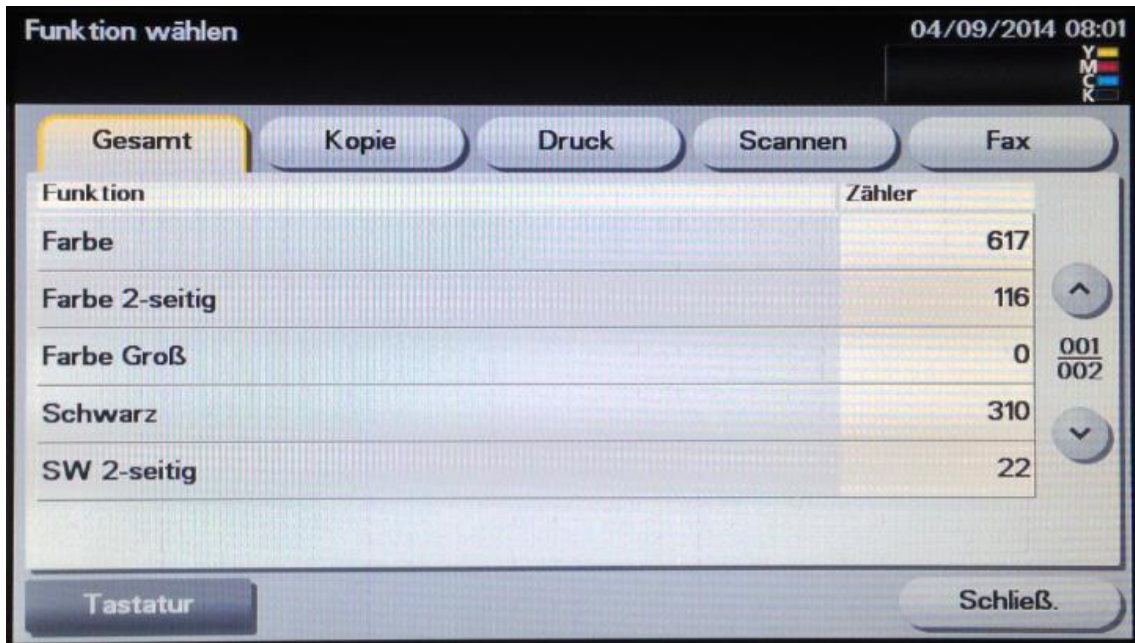 Funktion wählen 04/09/2014 08:01
Y
M
C
K
Gesamt Kopie Druck Scannen Fax
Funktion Zähler
Farbe 617
Farbe 2-seitig 116
Farbe Groß 0
001
002
Schwarz 310
SW 2-seitig 22
Tastatur Schließ.